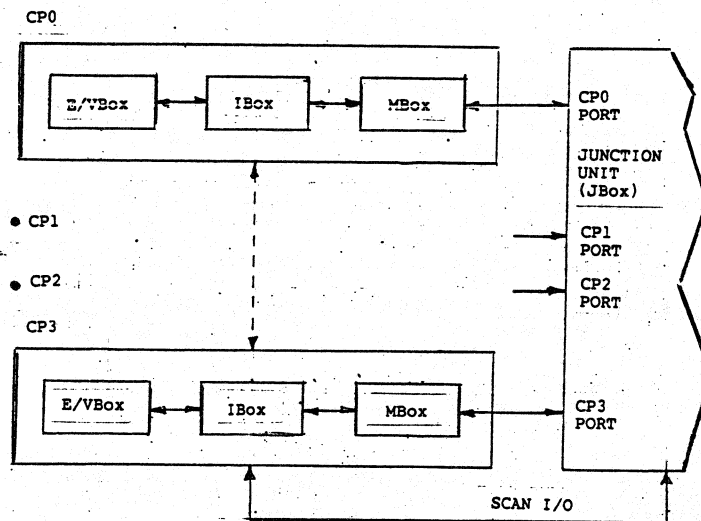 CP0
E/VBox
IBox
MBox
CP0
PORT
JUNCTION
UNIT
(JBox)
• CP1
CP1
PORT
• CP2
CP2
PORT
CP3
E/VBox
IBox
MBox
CP3
PORT
SCAN I/O